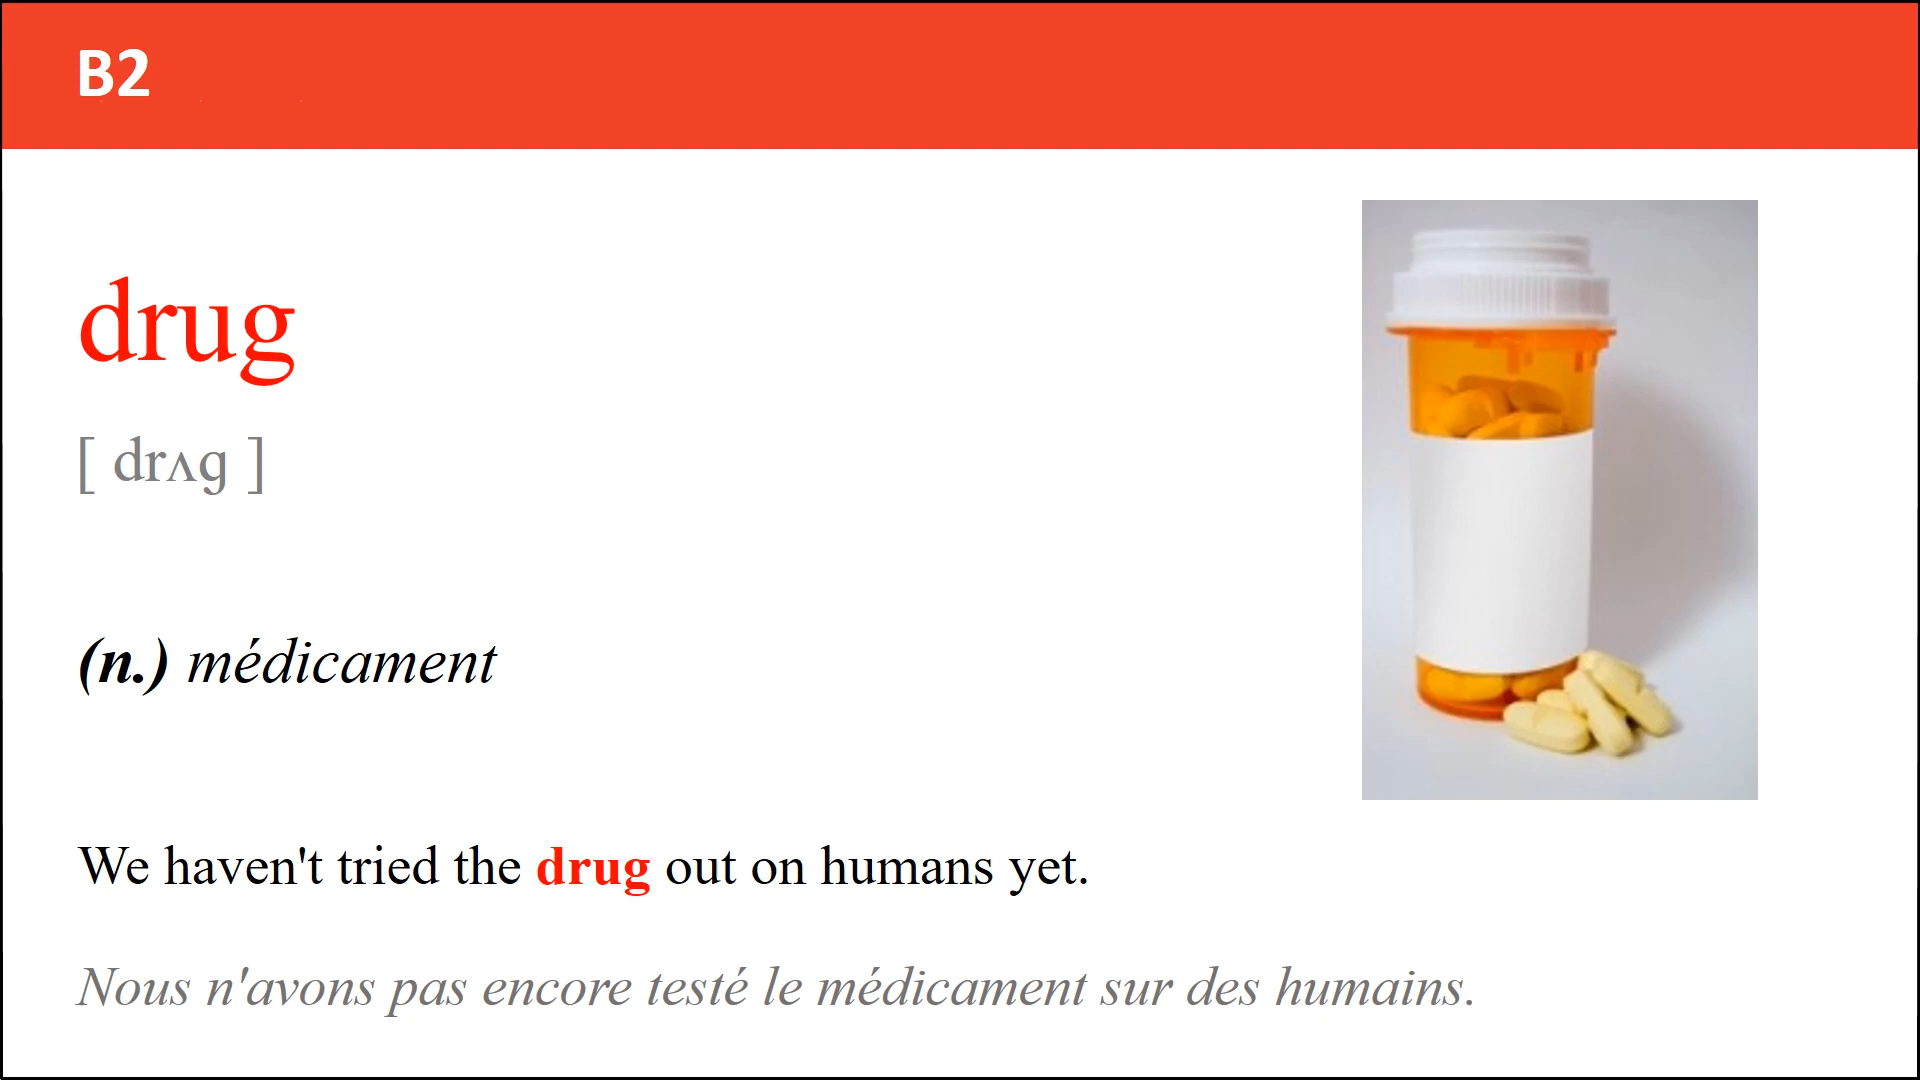 B2
drug
[ drʌg ]
(n.) médicament
We haven't tried the drug out on humans yet.
Nous n'avons pas encore testé le médicament sur des humains.